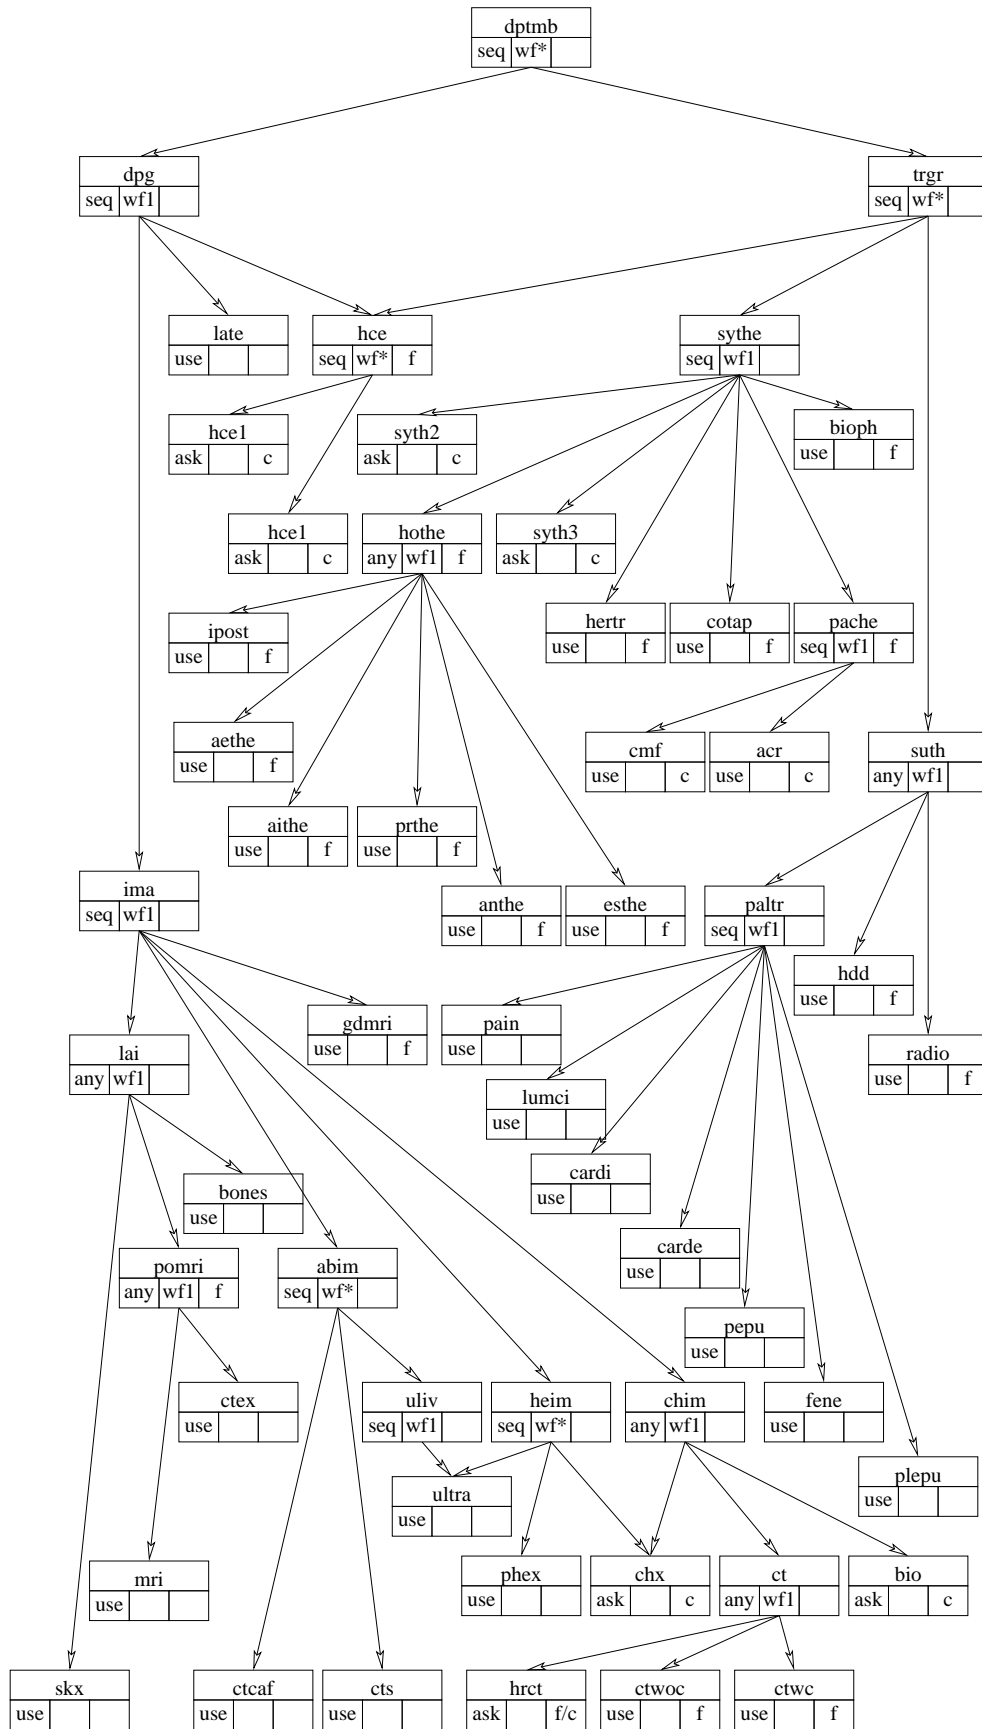 dptmb
seq wf*
dpg trgr
seq wf1 seq wf*
late hce sythe
use seq wf* f seq wf1
hce1 syth2 bioph
ask c ask c use f
hce1 hothe syth3
ask c any wf1 f ask c
ipost hertr cotap pache
use f use f use f seq wf1 f
aethe cmf acr suth
use f use c use c any wf1
aithe prthe
use f use f
ima anthe esthe paltr
seq wf1 use f use f seq wf1
hdd
use f
lai gdmri pain radio
any wf1 use f use use f
lumci
use
cardi
use
bones
use
carde
use
pomri abim
any wf1 f seq wf*
pepu
use
ctex uliv heim chim fene
use seq wf1 seq wf* any wf1 use
ultra plepu
use use
mri phex chx ct bio
use use ask c any wf1 ask c
skx ctcaf cts hrct ctwoc ctwc
use use use ask f/c use f use f